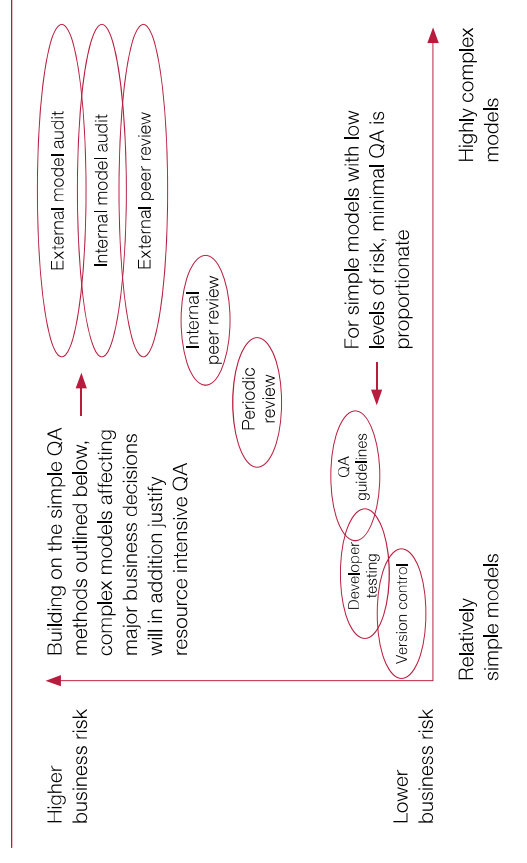 Higher
business risk
Building on the simple QA
methods outlined below,
complex models affecting
major business decisions
will in addition justify
resource intensive QA
External model audit
Internal model audit
External peer review
Internal
peer review
Periodic
review
For simple models with low
levels of risk, minimal QA is
proportionate
QA
guidelines
Developer
testing
Version control
Lower
business risk
Relatively
simple models
Highly complex
models